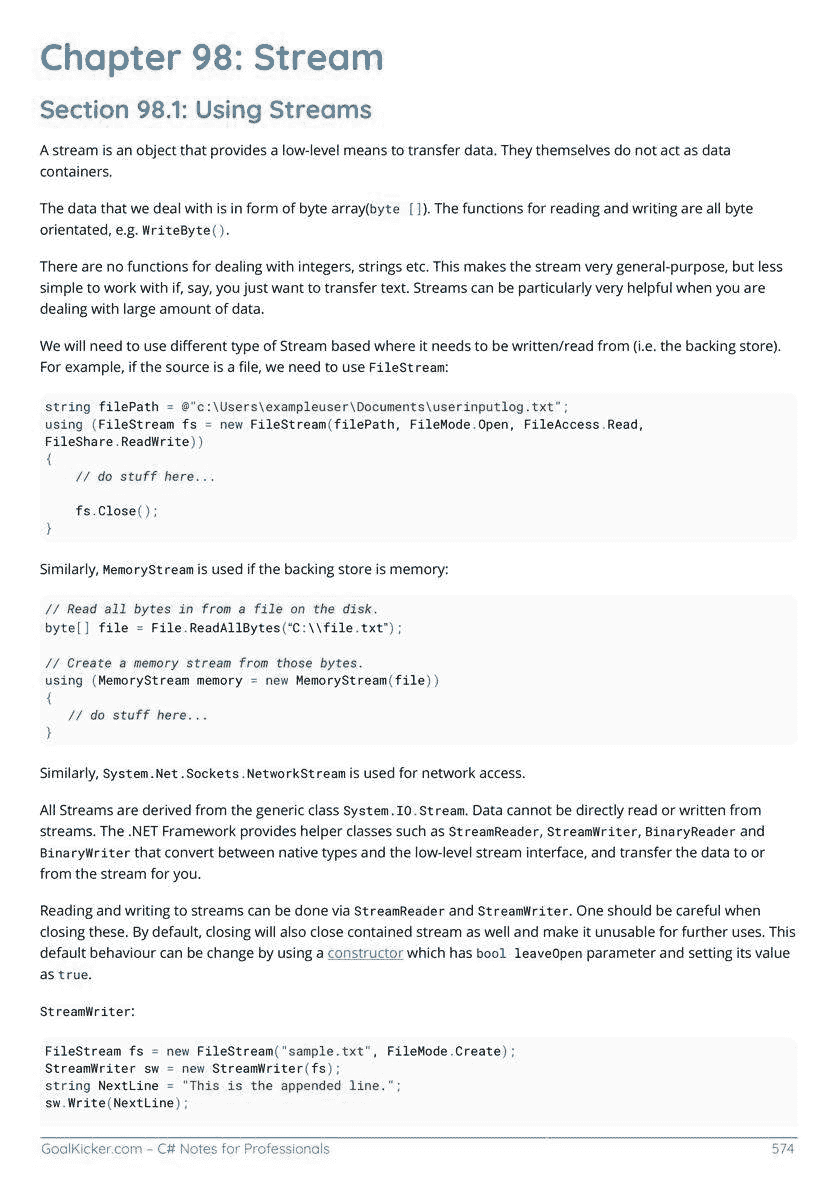 Chapter 98: Stream
Section 98.1: Using Streams
A stream is an object that provides a low-level means to transfer data. They themselves do not act as data
containers.
The data that we deal with is in form of byte array(byte []). The functions for reading and writing are all byte
orientated, e.g. WriteByte().
There are no functions for dealing with integers, strings etc. This makes the stream very general-purpose, but less
simple to work with if, say, you just want to transfer text. Streams can be particularly very helpful when you are
dealing with large amount of data.
We will need to use different type of Stream based where it needs to be written/read from (i.e. the backing store).
For example, if the source is a file, we need to use FileStream:
string filePath = @"c:\Users\exampleuser\Documents\userinputlog.txt";
using (FileStream fs = new FileStream(filePath, FileMode.Open, FileAccess.Read,
FileShare.ReadWrite))
{
    // do stuff here...
    fs.Close();
}
Similarly, MemoryStream is used if the backing store is memory:
// Read all bytes in from a file on the disk.
byte[] file = File.ReadAllBytes(“C:\\file.txt”);
// Create a memory stream from those bytes.
using (MemoryStream memory = new MemoryStream(file))
{
   // do stuff here...
}
Similarly, System.Net.Sockets.NetworkStream is used for network access.
All Streams are derived from the generic class System.IO.Stream. Data cannot be directly read or written from
streams. The .NET Framework provides helper classes such as StreamReader, StreamWriter, BinaryReader and
BinaryWriter that convert between native types and the low-level stream interface, and transfer the data to or
from the stream for you.
Reading and writing to streams can be done via StreamReader and StreamWriter. One should be careful when
closing these. By default, closing will also close contained stream as well and make it unusable for further uses. This
default behaviour can be change by using a constructor which has bool leaveOpen parameter and setting its value
as true.
StreamWriter:
FileStream fs = new FileStream("sample.txt", FileMode.Create);
StreamWriter sw = new StreamWriter(fs);
string NextLine = "This is the appended line.";
sw.Write(NextLine);
GoalKicker.com – C# Notes for Professionals 574